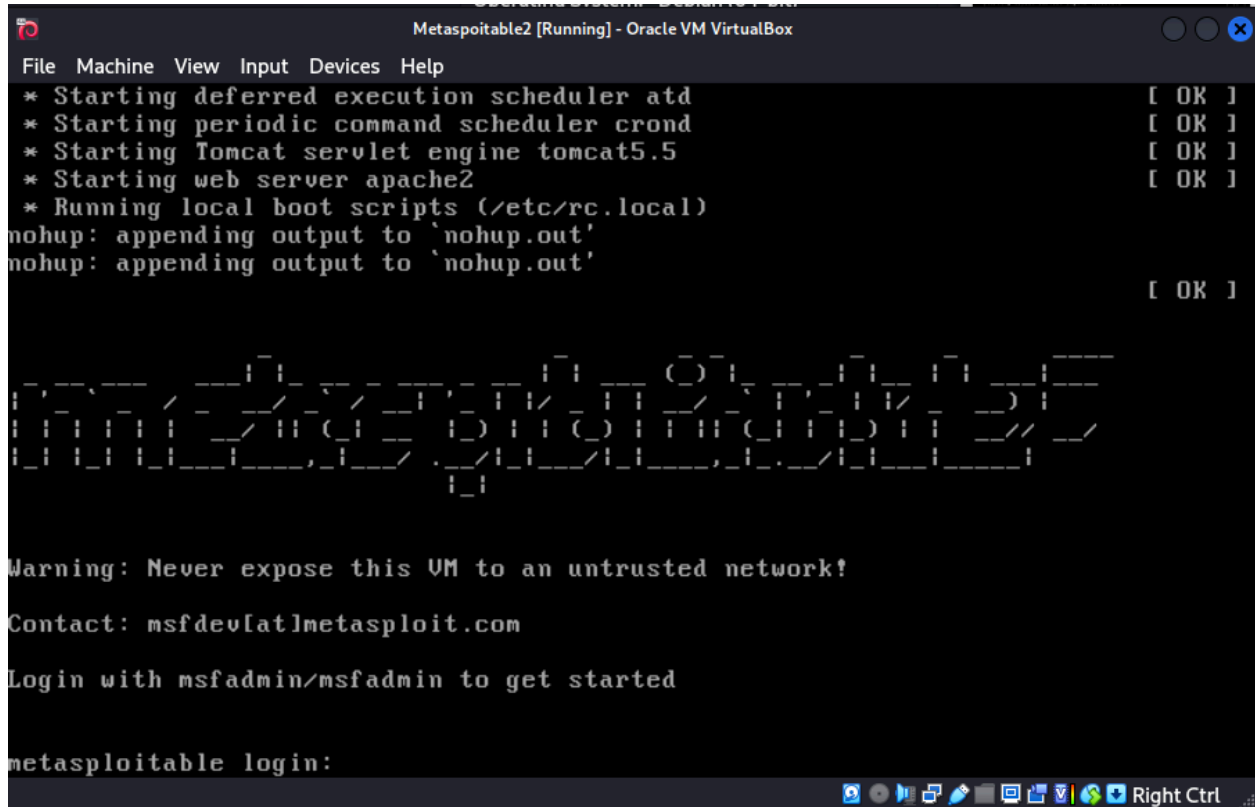 Metaspoitable2 [Running] - Oracle VM VirtualBox
File Machine View Input Devices Help
* Starting deferred execution scheduler atd [ OK ]
* Starting periodic command scheduler crond [ OK ]
* Starting Tomcat servlet engine tomcat5.5 [ OK ]
* Starting web server apache2 [ OK ]
* Running local boot scripts (/etc/rc.local)
nohup: appending output to `nohup.out'
nohup: appending output to `nohup.out'
[ OK ]
metasploitable2
Warning: Never expose this VM to an untrusted network!
Contact: msfdev[at]metasploit.com
Login with msfadmin/msfadmin to get started
metasploitable login:
Right Ctrl